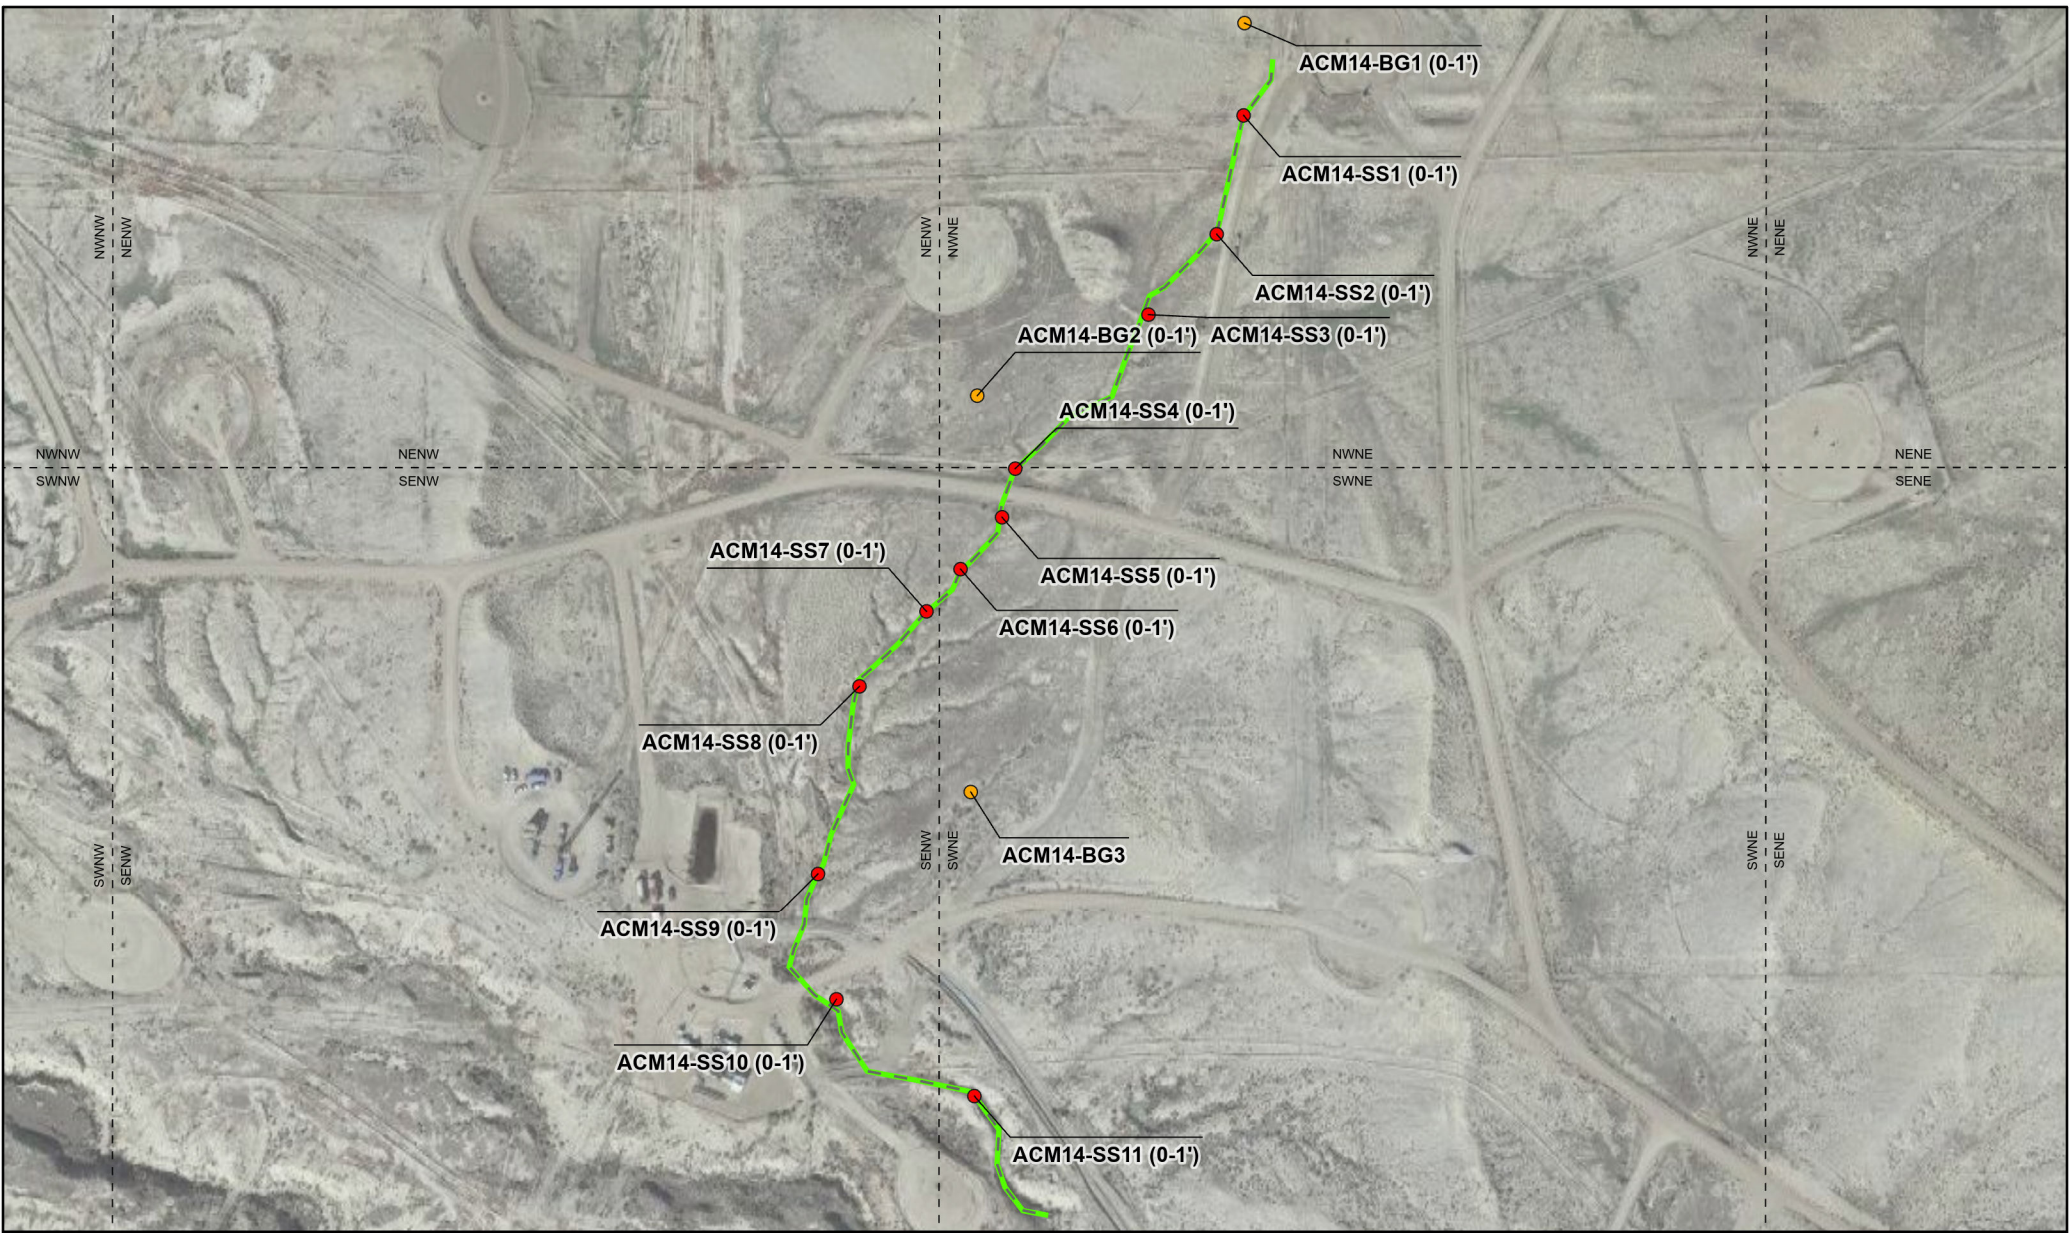 ACM14-BG1 (0-1')
ACM14-SS1 (0-1')
NWNW
NENW
NENW
NWNE
NWNE
NENE
ACM14-SS2 (0-1')
ACM14-BG2 (0-1')
ACM14-SS3 (0-1')
ACM14-SS4 (0-1')
NWNW
NENW
NWNE
NENE
SWNW
SENW
SWNE
SENE
ACM14-SS7 (0-1')
ACM14-SS5 (0-1')
ACM14-SS6 (0-1')
ACM14-SS8 (0-1')
SWNW
SENW
SENW
SWNE
SWNE
SENE
ACM14-BG3
ACM14-SS9 (0-1')
ACM14-SS10 (0-1')
ACM14-SS11 (0-1')